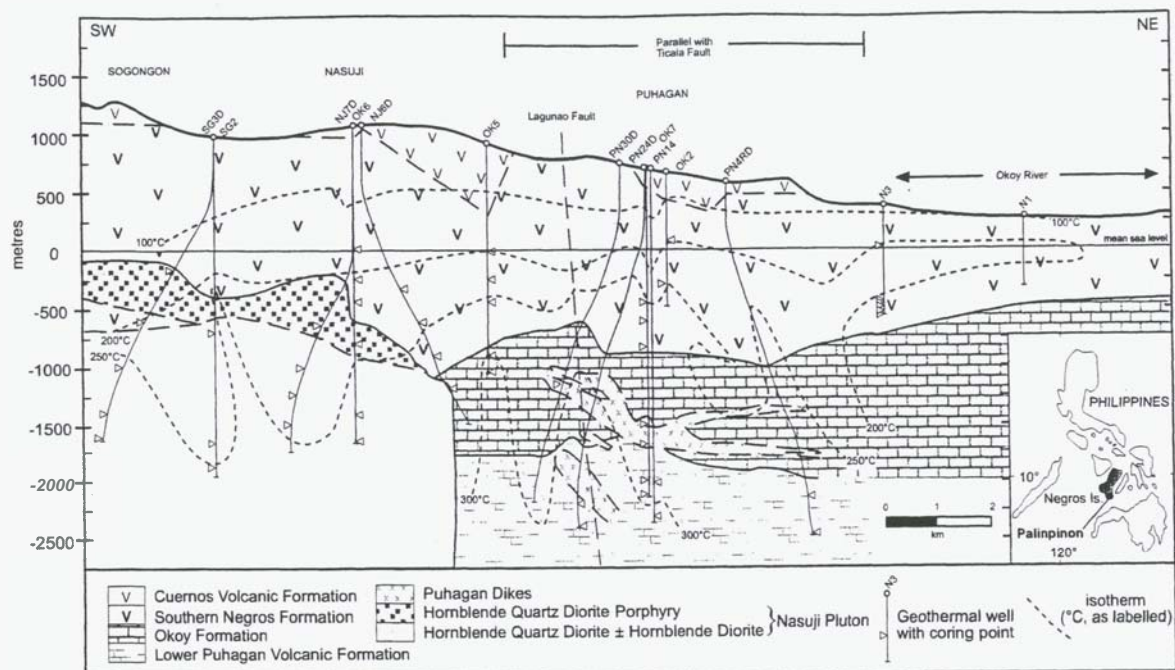 SW
NE
Parallel with
Ticala Fault
SOGONGON
NASUJI
PUHAGAN
Lagunao Fault
Okoy River
SG3D
SG2
NJ7D
OK6
NJ6D
OK5
PN30D
PN24D
OK7
PN14
OK2
PN4RD
N3
N1
metres
1500
1000
500
0
-500
-1000
-1500
-2000
-2500
100°C
100°C
mean sea level
200°C
250°C
200°C
250°C
300°C
300°C
0 1 2
km
PHILIPPINES
10°
Negros Is.
Palinpinon
120°
V Cuernos Volcanic Formation
V Southern Negros Formation
Okoy Formation
Lower Puhagan Volcanic Formation
Puhagan Dikes
Hornblende Quartz Diorite Porphyry
Hornblende Quartz Diorite ± Hornblende Diorite
Nasuji Pluton
N3
Geothermal well
with coring point
isotherm
(°C, as labelled)